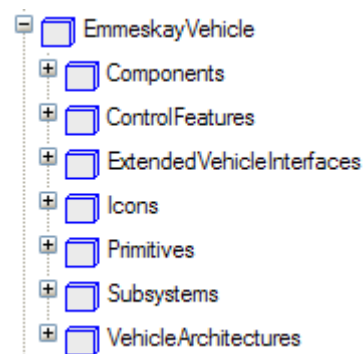 EmmeskayVehicle
Components
ControlFeatures
ExtendedVehicleInterfaces
Icons
Primitives
Subsystems
VehicleArchitectures